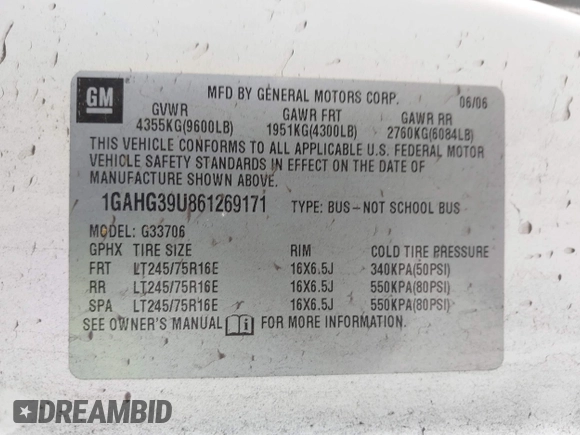 GM
MFD BY GENERAL MOTORS CORP. 06/06
GVWR GAWR FRT GAWR RR
4355KG(9600LB) 1951KG(4300LB) 2760KG(6084LB)
THIS VEHICLE CONFORMS TO ALL APPLICABLE U.S. FEDERAL MOTOR
VEHICLE SAFETY STANDARDS IN EFFECT ON THE DATE OF
MANUFACTURE SHOWN ABOVE.
1GAHG39U861269171 TYPE: BUS-NOT SCHOOL BUS
MODEL: G33706
GPHX TIRE SIZE RIM COLD TIRE PRESSURE
FRT LT245/75R16E 16X6.5J 340KPA(50PSI)
RR LT245/75R16E 16X6.5J 550KPA(80PSI)
SPA LT245/75R16E 16X6.5J 550KPA(80PSI)
SEE OWNER'S MANUAL FOR MORE INFORMATION.
DREAMBID